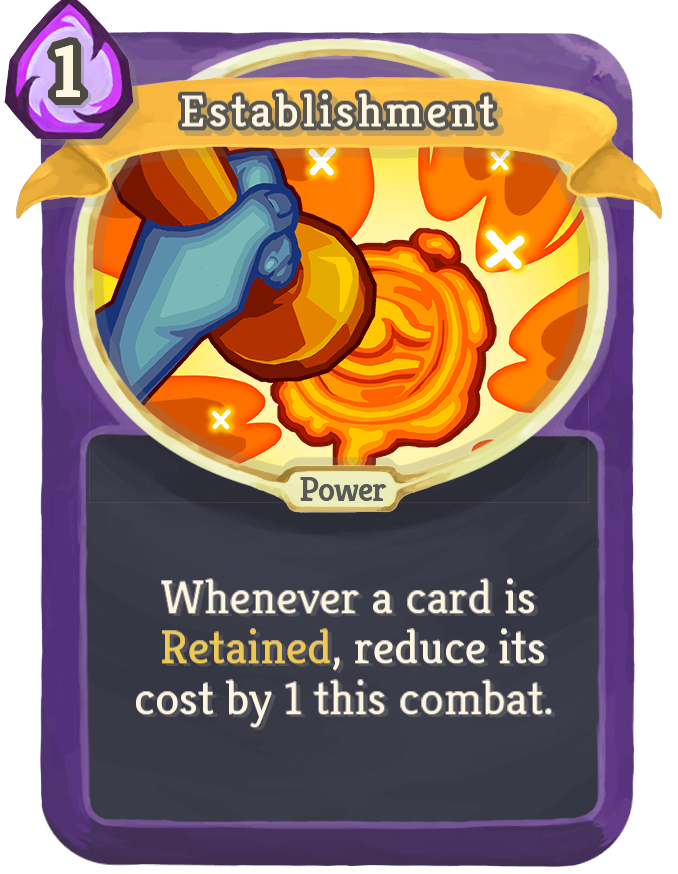 1
Establishment
Power
Whenever a card is
Retained, reduce its
cost by 1 this combat.